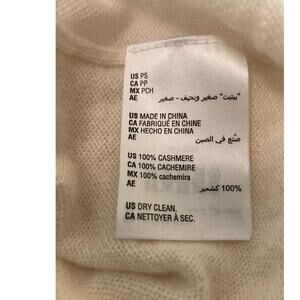 US PS
CA PP
MX PCH
AE "بيتيت" صغير ونحيف - صغير
US MADE IN CHINA
CA FABRIQUÉ EN CHINE
MX HECHO EN CHINA
AE صُنع في الصين
US 100% CASHMERE
CA 100% CACHEMIRE
MX 100% cachemira
AE 100% كشمير
US DRY CLEAN.
CA NETTOYER À SEC.